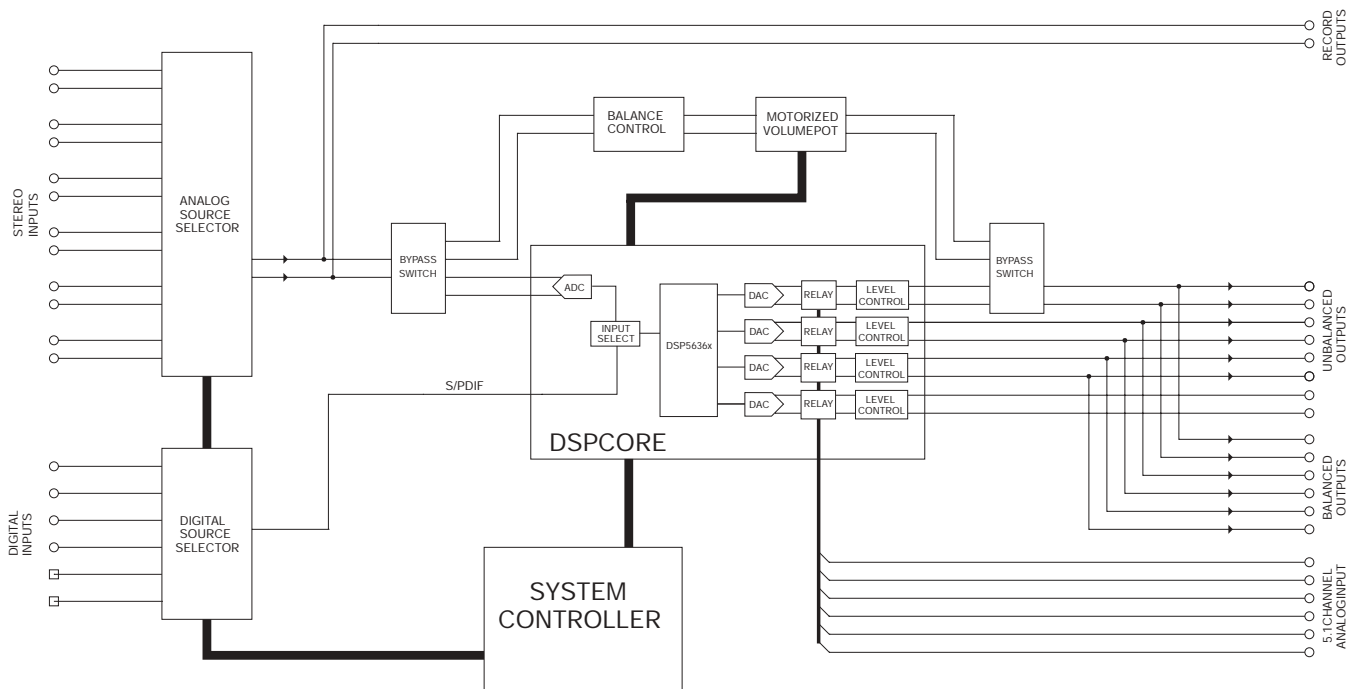 RECORD
OUTPUTS
BALANCE
CONTROL
MOTORIZED
VOLUMEPOT
STEREO
INPUTS
ANALOG
SOURCE
SELECTOR
BYPASS
SWITCH
BYPASS
SWITCH
ADC
INPUT
SELECT
DSP5636x
DAC
RELAY
LEVEL
CONTROL
DAC
RELAY
LEVEL
CONTROL
DAC
RELAY
LEVEL
CONTROL
DAC
RELAY
LEVEL
CONTROL
UNBALANCED
OUTPUTS
S/PDIF
DSPCORE
BALANCED
OUTPUTS
DIGITAL
INPUTS
DIGITAL
SOURCE
SELECTOR
SYSTEM
CONTROLLER
5.1CHANNEL
ANALOGINPUT